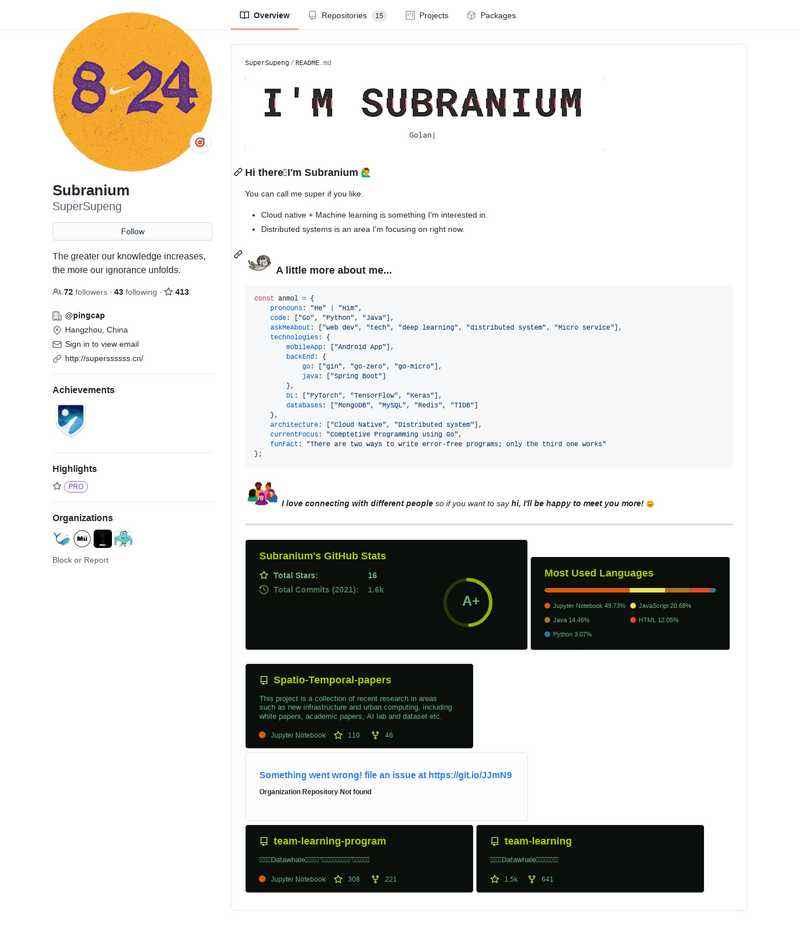 Overview
Repositories 15
Projects
Packages
8 24
Subranium
SuperSupeng
Follow
The greater our knowledge increases,
the more our ignorance unfolds.
72 followers · 43 following · 413
@pingcap
Hangzhou, China
Sign in to view email
http://superssssss.cn/
Achievements
Highlights
PRO
Organizations
Mü
Block or Report
SuperSupeng / README.md
I'M SUBRANIUM
Golan|
Hi there I'm Subranium 🙋‍♂️
You can call me super if you like.
• Cloud native + Machine learning is something I'm interested in.
• Distributed systems is an area I'm focusing on right now.
A little more about me...
const anmol = {
pronouns: "He" | "Him",
code: ["Go", "Python", "Java"],
askMeAbout: ["web dev", "tech", "deep learning", "distributed system", "Micro service"],
technologies: {
mobileApp: ["Android App"],
backEnd: {
go: ["gin", "go-zero", "go-micro"],
java: ["Spring Boot"]
},
DL: ["PyTorch", "TensorFlow", "Keras"],
databases: ["MongoDB", "MySQL", "Redis", "TIDB"]
},
architecture: ["Cloud Native", "Distributed system"],
currentFocus: "Comptetive Programming using Go",
funFact: "There are two ways to write error-free programs; only the third one works"
};
I love connecting with different people so if you want to say hi, I'll be happy to meet you more! 😊
Subranium's GitHub Stats
Total Stars: 16
Total Commits (2021): 1.6k
A+
Most Used Languages
Jupyter Notebook 49.73% JavaScript 20.68%
Java 14.46% HTML 12.05%
Python 3.07%
Spatio-Temporal-papers
This project is a collection of recent research in areas
such as new infrastructure and urban computing, including
white papers, academic papers, AI lab and dataset etc.
Jupyter Notebook 110 46
Something went wrong! file an issue at https://git.io/JJmN9
Organization Repository Not found
team-learning-program
Datawhale
Jupyter Notebook 308 221
team-learning
Datawhale
1.5k 641